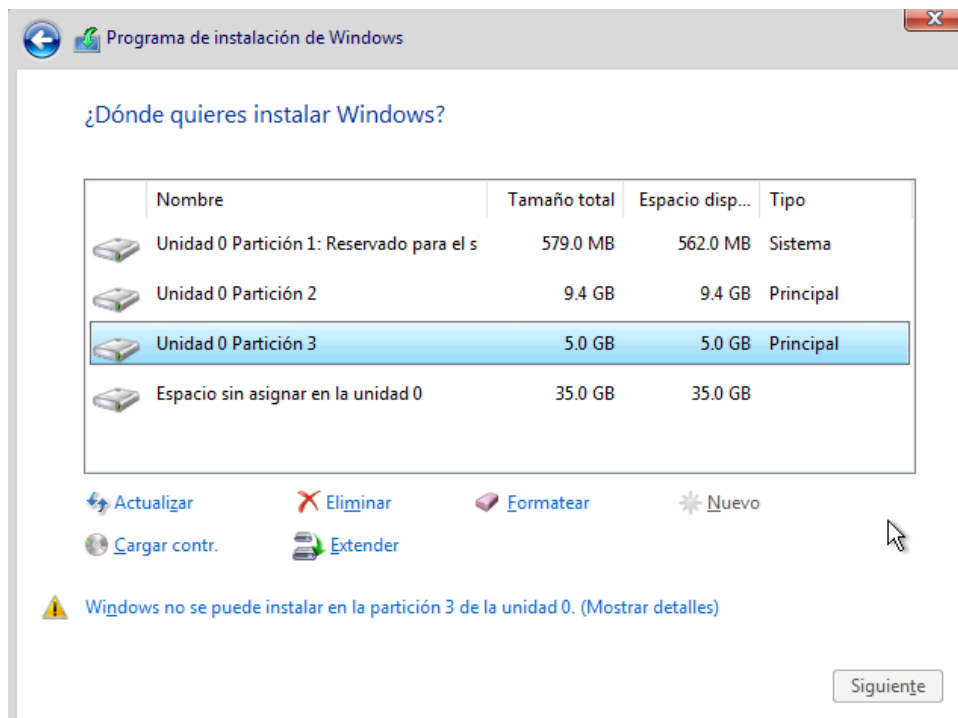 Programa de instalación de Windows
¿Dónde quieres instalar Windows?
Nombre Tamaño total Espacio disp... Tipo
Unidad 0 Partición 1: Reservado para el s 579.0 MB 562.0 MB Sistema
Unidad 0 Partición 2 9.4 GB 9.4 GB Principal
Unidad 0 Partición 3 5.0 GB 5.0 GB Principal
Espacio sin asignar en la unidad 0 35.0 GB 35.0 GB
Actualizar Eliminar Formatear Nuevo
Cargar contr. Extender
Windows no se puede instalar en la partición 3 de la unidad 0. (Mostrar detalles)
Siguiente